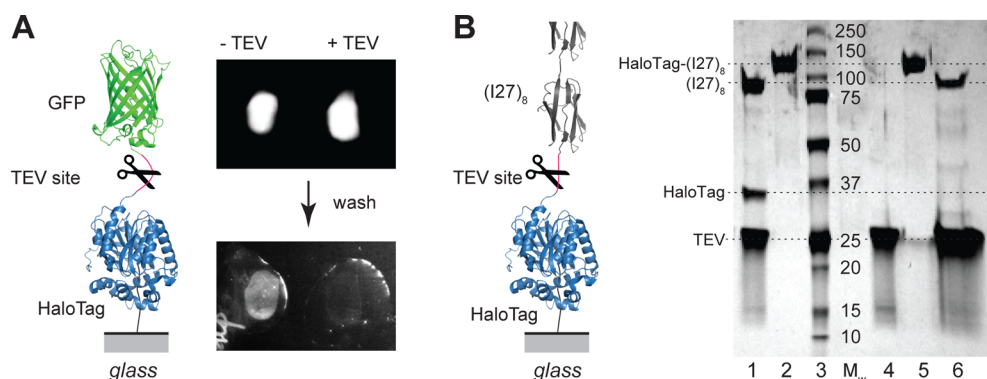 A
- TEV
+ TEV
GFP
TEV site
wash
HaloTag
glass
B
(I27)8
TEV site
HaloTag
glass
HaloTag-(I27)8
(I27)8
HaloTag
TEV
250
150
100
75
50
37
25
20
15
10
1 2 3 Mw 4 5 6